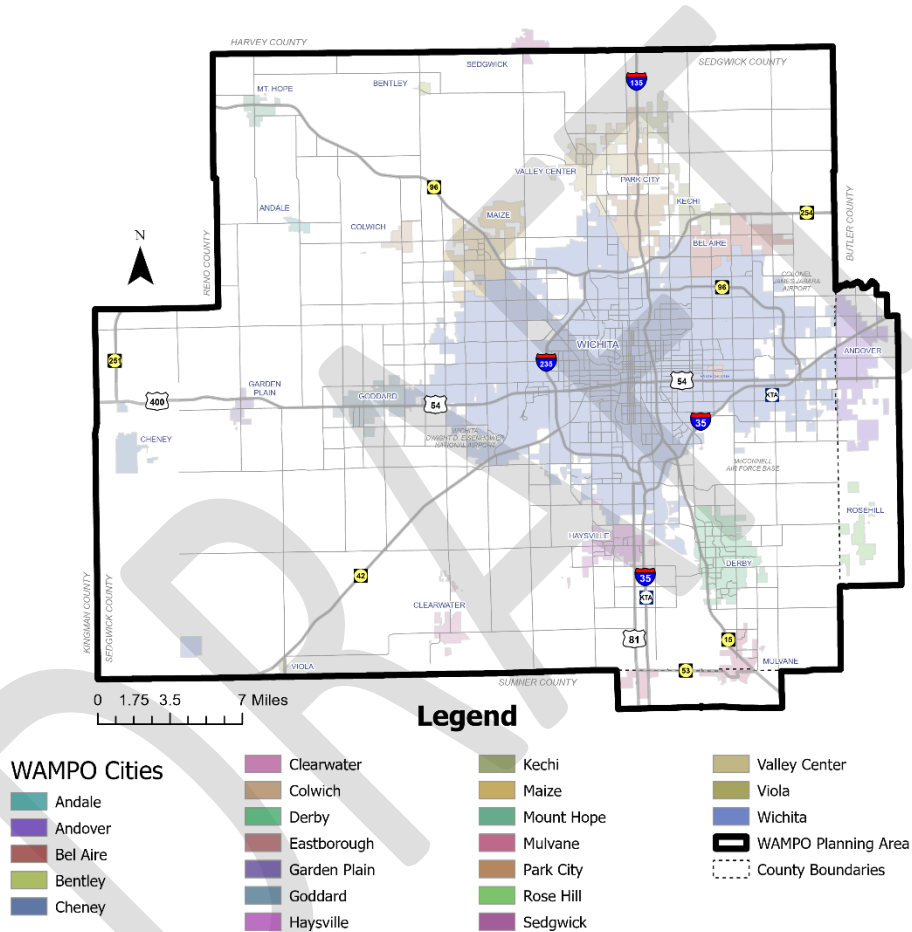 HARVEY COUNTY
SEDGWICK
SEDGWICK COUNTY
135
MT. HOPE
BENTLEY
VALLEY CENTER
PARK CITY
96
KECHI
ANDALE
MAIZE
254
COLWICH
BEL AIRE
BUTLER COUNTY
N
RENO COUNTY
COLONEL
JAMES JABARA
AIRPORT
96
WICHITA
ANDOVER
251
235
54
GARDEN
PLAIN
400
GODDARD
54
KTA
35
CHENEY
WICHITA
DWIGHT D. EISENHOWER
NATIONAL AIRPORT
McCONNELL
AIR FORCE BASE
ROSEHILL
HAYSVILLE
DERBY
42
35
KTA
KINGMAN COUNTY
SEDGWICK COUNTY
CLEARWATER
81
15
VIOLA
53
MULVANE
SUMNER COUNTY
0 1.75 3.5 7 Miles
Legend
WAMPO Cities
Andale
Andover
Bel Aire
Bentley
Cheney
Clearwater
Colwich
Derby
Eastborough
Garden Plain
Goddard
Haysville
Kechi
Maize
Mount Hope
Mulvane
Park City
Rose Hill
Sedgwick
Valley Center
Viola
Wichita
WAMPO Planning Area
County Boundaries
DRAFT